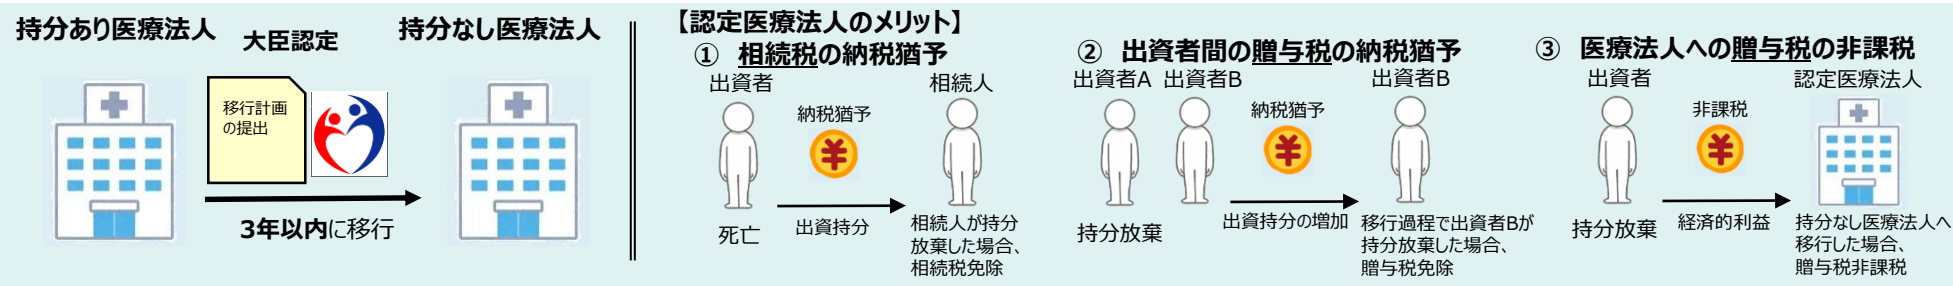 持分あり医療法人
大臣認定
持分なし医療法人
移行計画
の提出
3年以内に移行
【認定医療法人のメリット】
① 相続税の納税猶予
出資者
相続人
納税猶予
死亡
出資持分
相続人が持分
放棄した場合、
相続税免除
② 出資者間の贈与税の納税猶予
出資者A 出資者B
出資者B
納税猶予
持分放棄
出資持分の増加
移行過程で出資者Bが
持分放棄した場合、
贈与税免除
③ 医療法人への贈与税の非課税
出資者
認定医療法人
非課税
持分放棄
経済的利益
持分なし医療法人へ
移行した場合、
贈与税非課税